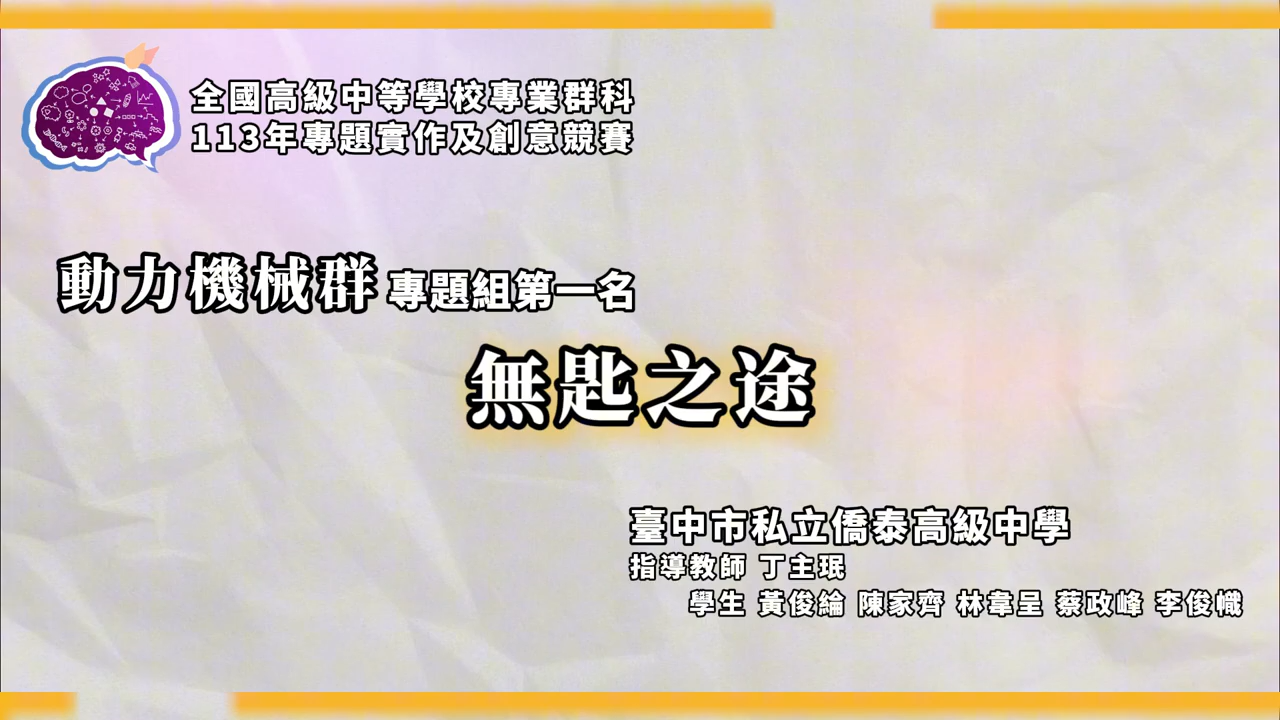 全國高級中等學校專業群科
113年專題實作及創意競賽
動力機械群 專題組第一名
無匙之途
臺中市私立僑泰高級中學
指導教師 丁主珉
學生 黃俊綸 陳家齊 林韋呈 蔡政峰 李俊幟